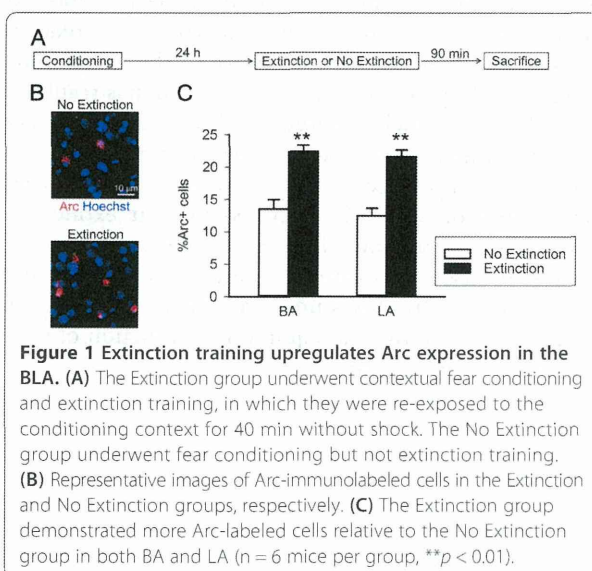 A
Conditioning 24 h Extinction or No Extinction 90 min Sacrifice
B
No Extinction
10 μm
Arc Hoechst
Extinction
C
%Arc+ cells
25
20
15
10
5
0
** **
BA LA
No Extinction
Extinction
Figure 1 Extinction training upregulates Arc expression in the
BLA. (A) The Extinction group underwent contextual fear conditioning
and extinction training, in which they were re-exposed to the
conditioning context for 40 min without shock. The No Extinction
group underwent fear conditioning but not extinction training.
(B) Representative images of Arc-immunolabeled cells in the Extinction
and No Extinction groups, respectively. (C) The Extinction group
demonstrated more Arc-labeled cells relative to the No Extinction
group in both BA and LA (n = 6 mice per group, **p < 0.01).